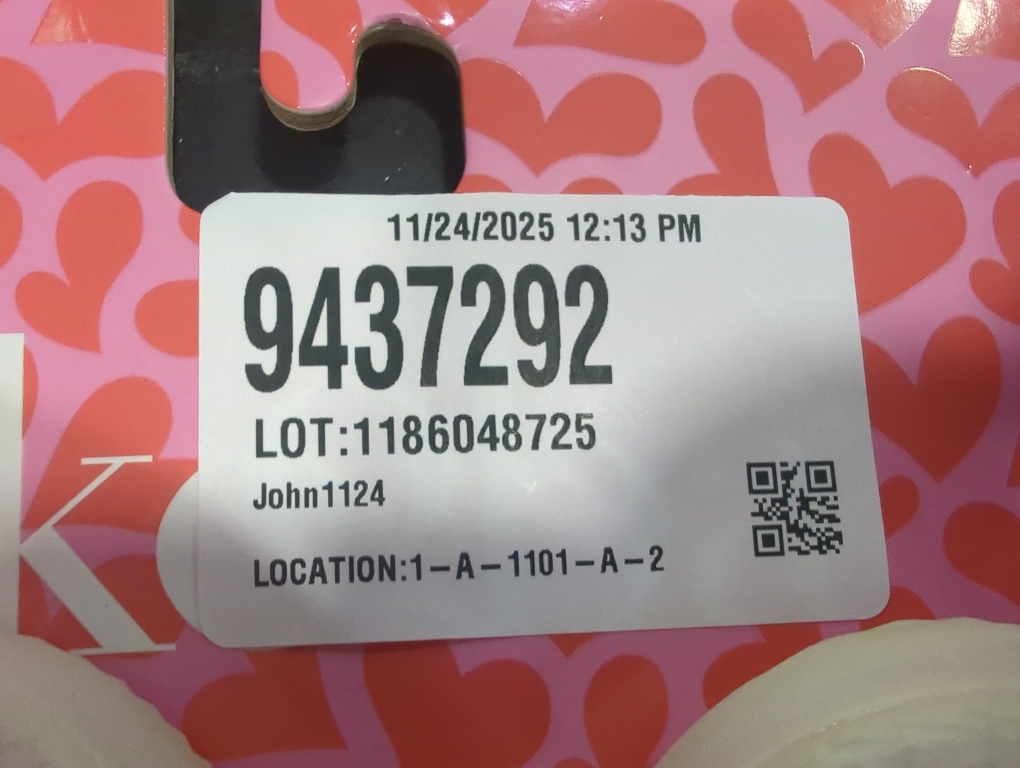 11/24/2025 12:13 PM
9437292
LOT:1186048725
John1124
LOCATION:1-A-1101-A-2
K